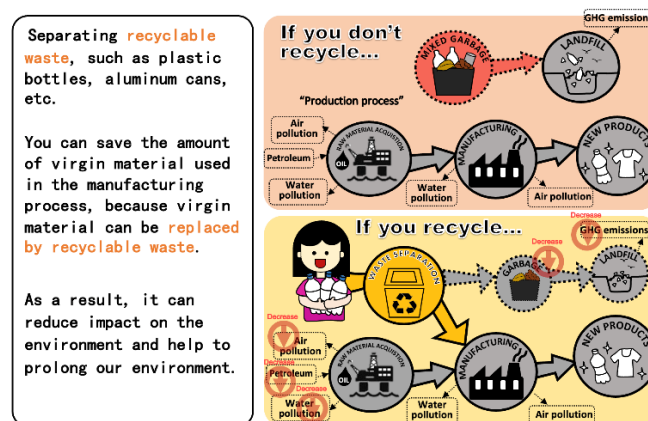 Separating recyclable
waste, such as plastic
bottles, aluminum cans,
etc.
You can save the amount
of virgin material used
in the manufacturing
process, because virgin
material can be replaced
by recyclable waste.
As a result, it can
reduce impact on the
environment and help to
prolong our environment.
If you don't
recycle...
GHG emission
MIXED GARBAGE
LANDFILL
"Production process"
Air
pollution
Petroleum
Water
pollution
RAW MATERIAL ACQUISTION
OIL
MANUFACTURING
Water
pollution
Air pollution
NEW PRODUCTS
If you recycle...
Decrease
GHG emissions
WASTE SEPARATION
Decrease
GARBAGE
LANDFILL
Decrease
Air
pollution
Decrease
Petroleum
Decrease
Water
pollution
RAW MATERIAL ACQUISTION
OIL
MANUFACTURING
Water
pollution
Air pollution
NEW PRODUCTS